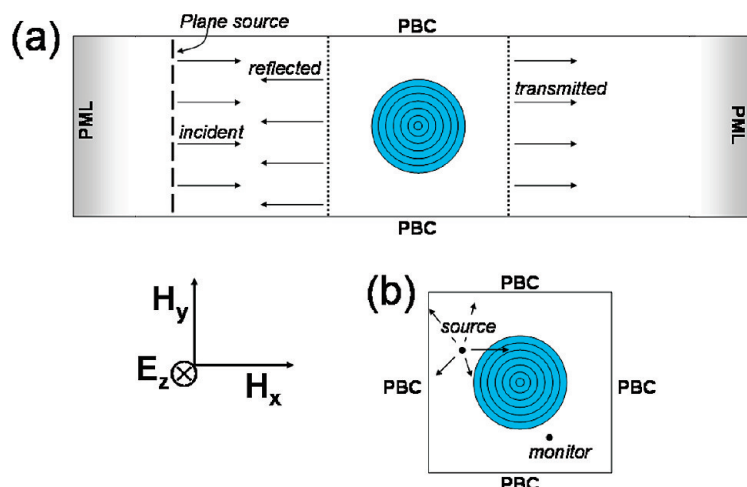 (a)
Plane source
PBC
reflected
transmitted
PML
incident
PML
PBC
(b)
PBC
Hy
source
Ez
Hx
PBC
PBC
monitor
PBC